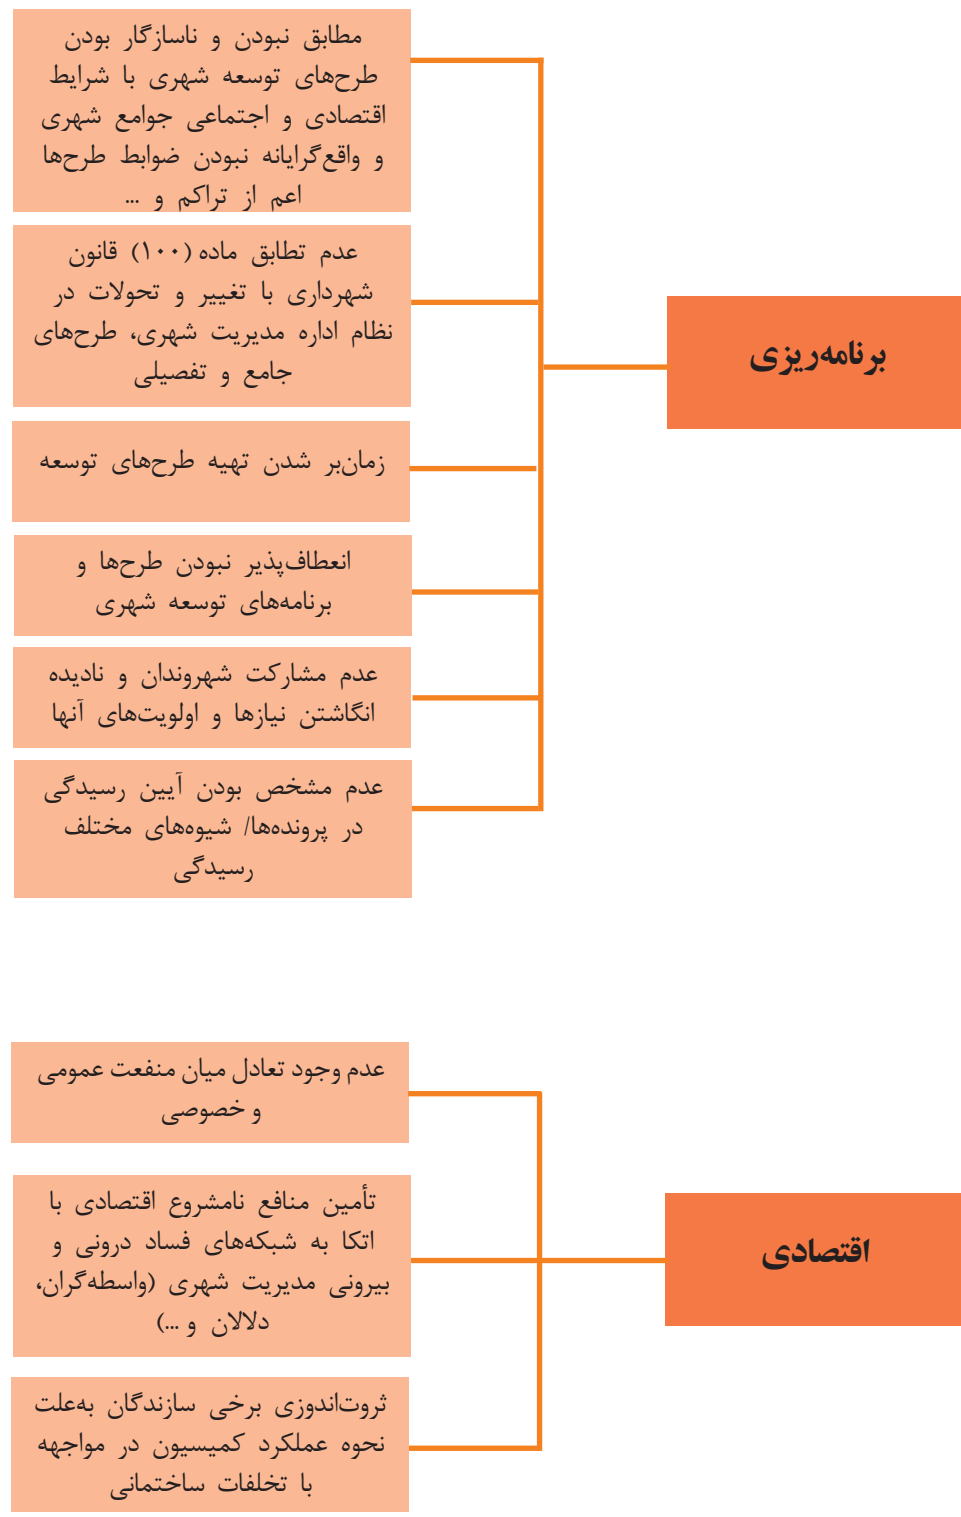 برنامه‌ریزی
مطابق نبودن و ناسازگار بودن
طرح‌های توسعه شهری با شرایط
اقتصادی و اجتماعی جوامع شهری
و واقع‌گرایانه نبودن ضوابط طرح‌ها
اعم از تراکم و ...
عدم تطابق ماده (۱۰۰) قانون
شهرداری با تغییر و تحولات در
نظام اداره مدیریت شهری، طرح‌های
جامع و تفصیلی
زمان‌بر شدن تهیه طرح‌های توسعه
انعطاف‌پذیر نبودن طرح‌ها و
برنامه‌های توسعه شهری
عدم مشارکت شهروندان و نادیده
انگاشتن نیازها و اولویت‌های آنها
عدم مشخص بودن آیین رسیدگی
در پرونده‌ها/ شیوه‌های مختلف
رسیدگی
اقتصادی
عدم وجود تعادل میان منفعت عمومی
و خصوصی
تأمین منافع نامشروع اقتصادی با
اتکا به شبکه‌های فساد درونی و
بیرونی مدیریت شهری (واسطه‌گران،
دلالان و ...)
ثروت‌اندوزی برخی سازندگان به‌علت
نحوه عملکرد کمیسیون در مواجهه
با تخلفات ساختمانی